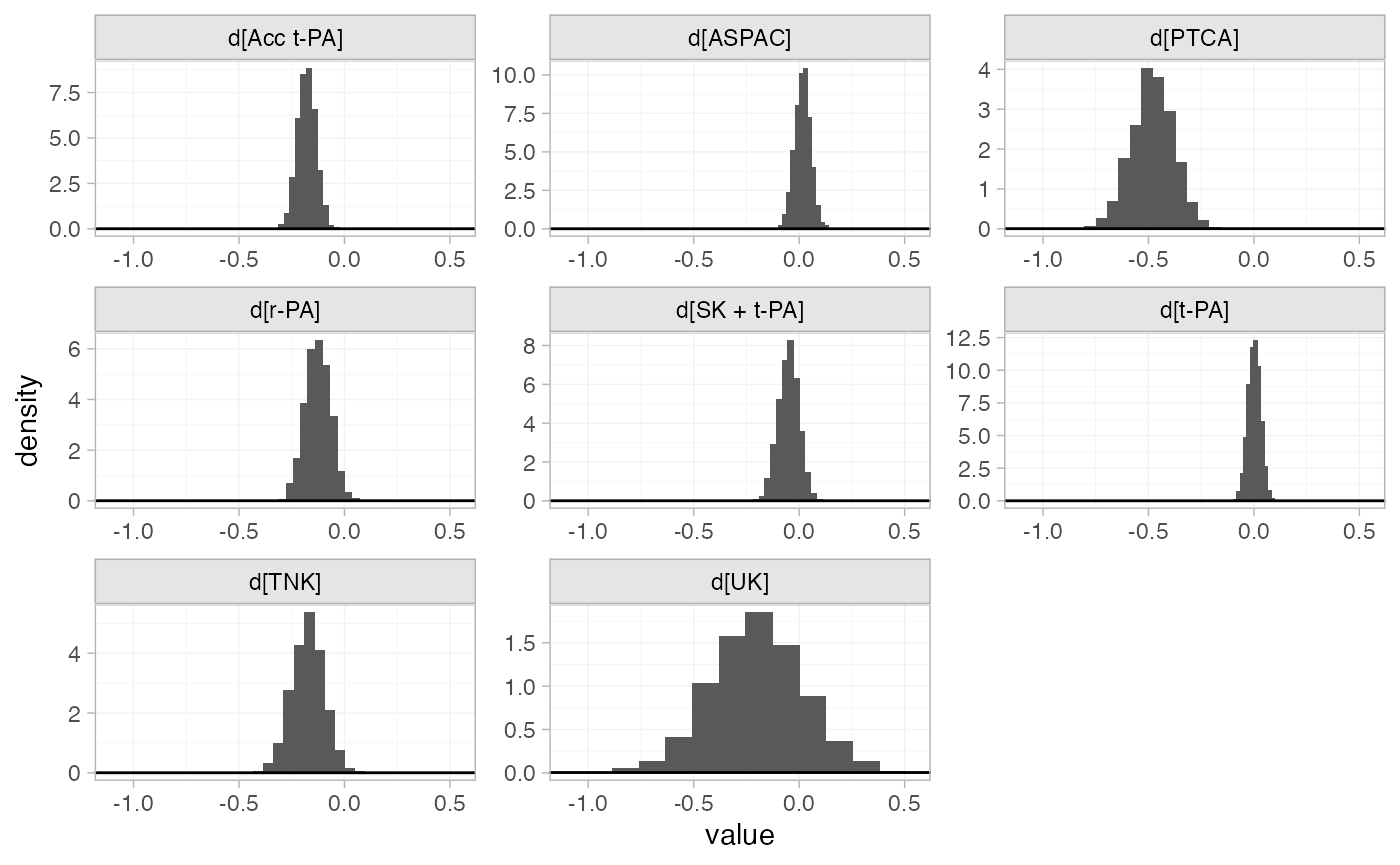 d[Acc t-PA] d[ASPAC] d[PTCA]
7.5 5.0 2.5 0.0
10.0 7.5 5.0 2.5 0.0
4 3 2 1 0
-1.0 -0.5 0.0 0.5 -1.0 -0.5 0.0 0.5 -1.0 -0.5 0.0 0.5
d[r-PA] d[SK + t-PA] d[t-PA]
density
6 4 2 0
8 6 4 2 0
12.5 10.0 7.5 5.0 2.5 0.0
-1.0 -0.5 0.0 0.5 -1.0 -0.5 0.0 0.5 -1.0 -0.5 0.0 0.5
d[TNK] d[UK]
4 2 0
1.5 1.0 0.5 0.0
-1.0 -0.5 0.0 0.5 -1.0 -0.5 0.0 0.5
value